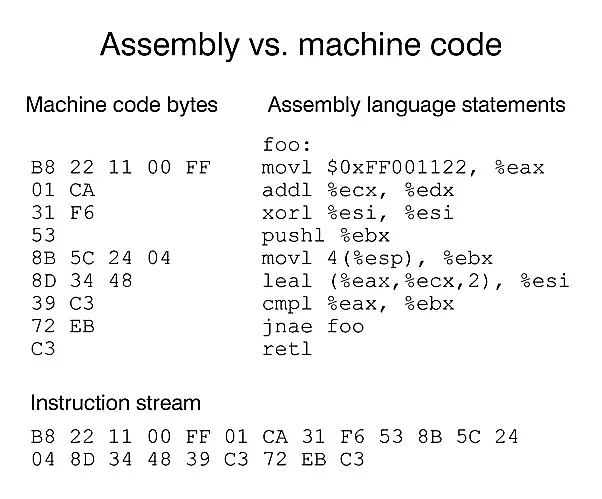 Assembly vs. machine code
Machine code bytes    Assembly language statements
foo:
B8 22 11 00 FF    movl $0xFF001122, %eax
01 CA    addl %ecx, %edx
31 F6    xorl %esi, %esi
53    pushl %ebx
8B 5C 24 04    movl 4(%esp), %ebx
8D 34 48    leal (%eax,%ecx,2), %esi
39 C3    cmpl %eax, %ebx
72 EB    jnae foo
C3    retl
Instruction stream
B8 22 11 00 FF 01 CA 31 F6 53 8B 5C 24
04 8D 34 48 39 C3 72 EB C3